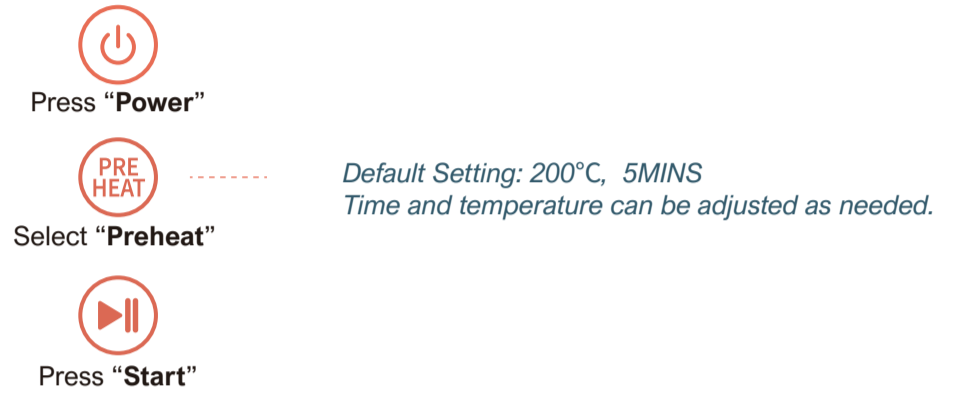 Press “Power”
PRE
HEAT
Default Setting: 200°C, 5MINS
Time and temperature can be adjusted as needed.
Select “Preheat”
Press “Start”